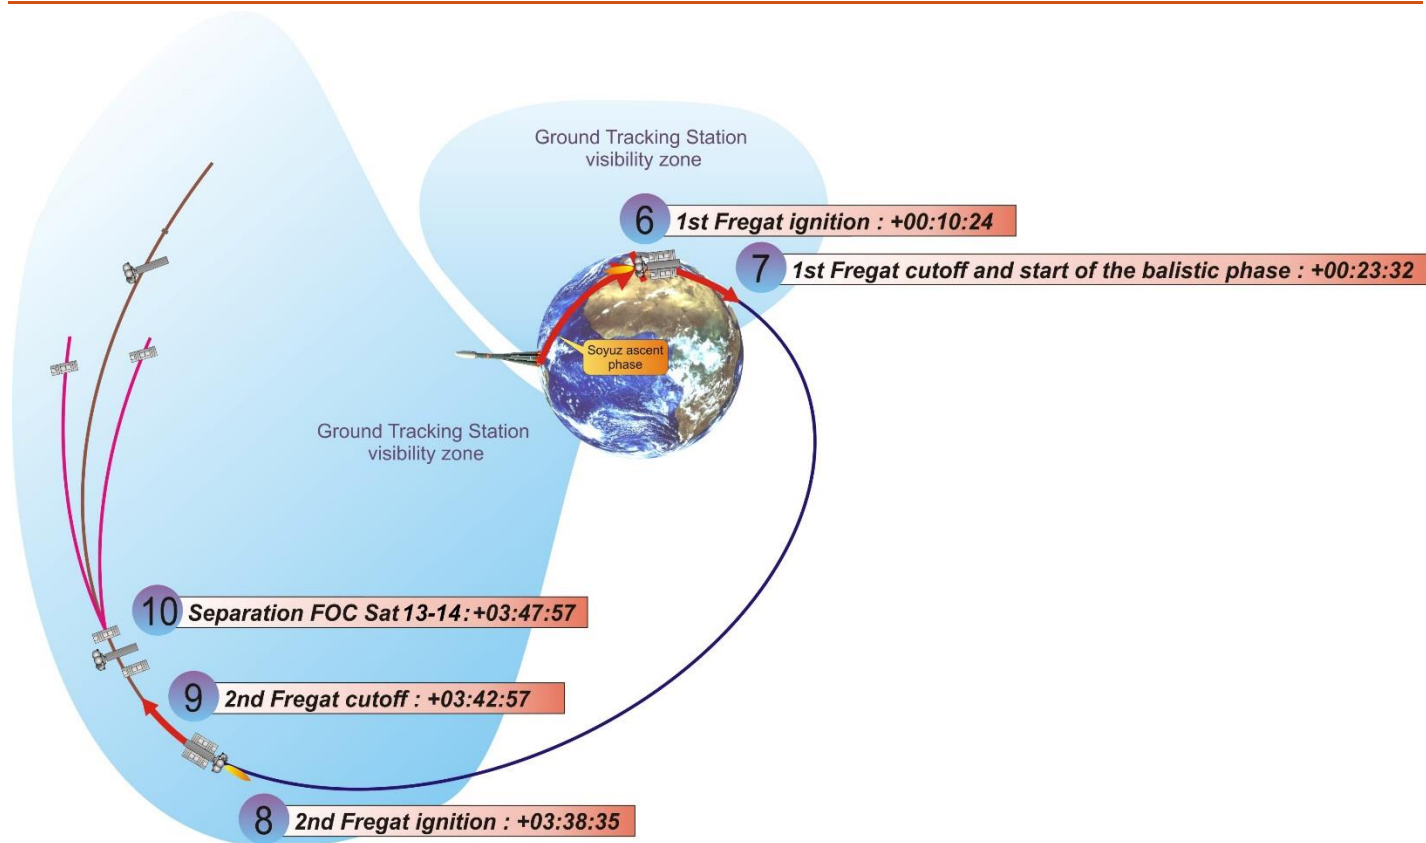 Ground Tracking Station
visibility zone
6 1st Fregat ignition : +00:10:24
7 1st Fregat cutoff and start of the balistic phase : +00:23:32
Soyuz ascent
phase
Ground Tracking Station
visibility zone
10 Separation FOC Sat 13-14: +03:47:57
9 2nd Fregat cutoff : +03:42:57
8 2nd Fregat ignition : +03:38:35